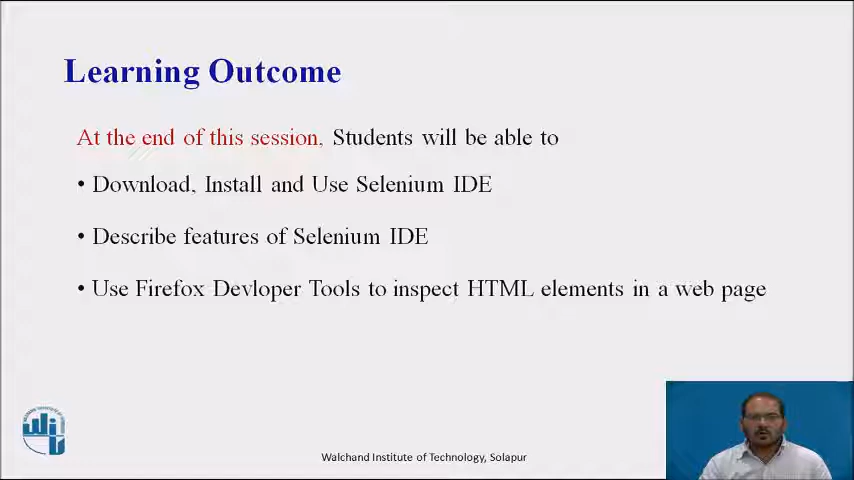 Learning Outcome
At the end of this session, Students will be able to
• Download, Install and Use Selenium IDE
• Describe features of Selenium IDE
• Use Firefox Devloper Tools to inspect HTML elements in a web page
Walchand Institute of Technology, Solapur